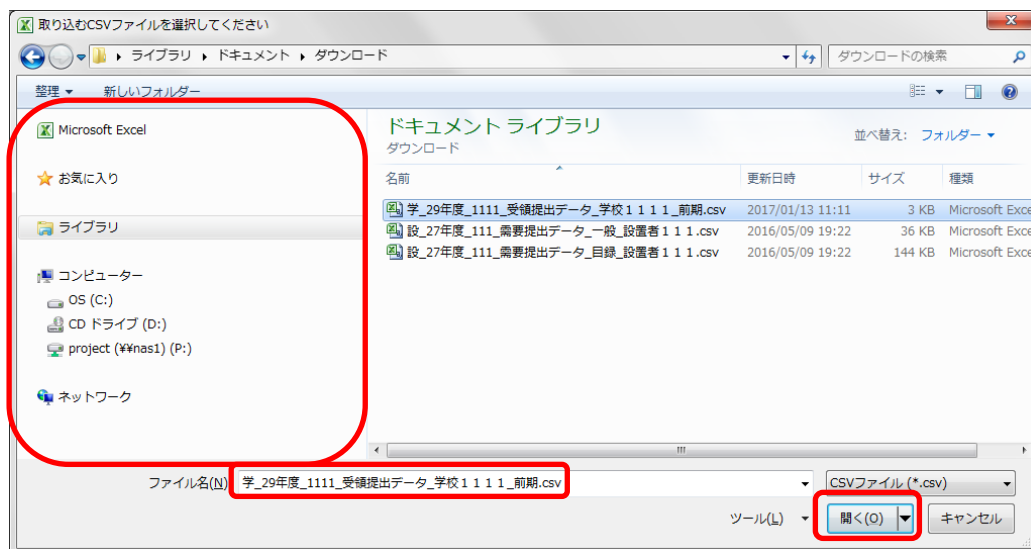 取り込むCSVファイルを選択してください
ライブラリ ▸ ドキュメント ▸ ダウンロード
ダウンロードの検索
整理 新しいフォルダー
Microsoft Excel
お気に入り
ライブラリ
コンピューター
OS (C:)
CD ドライブ (D:)
project (¥¥nas1) (P:)
ネットワーク
ドキュメント ライブラリ
ダウンロード
並べ替え: フォルダー
名前 更新日時 サイズ 種類
学_29年度_1111_受領提出データ_学校１１１１_前期.csv 2017/01/13 11:11 3 KB Microsoft Exce
設_27年度_111_需要提出データ_一般_設置者１１１.csv 2016/05/09 19:22 36 KB Microsoft Exce
設_27年度_111_需要提出データ_目録_設置者１１１.csv 2016/05/09 19:22 144 KB Microsoft Exce
ファイル名(N): 学_29年度_1111_受領提出データ_学校１１１１_前期.csv CSVファイル (*.csv)
ツール(L) 開く(O) キャンセル